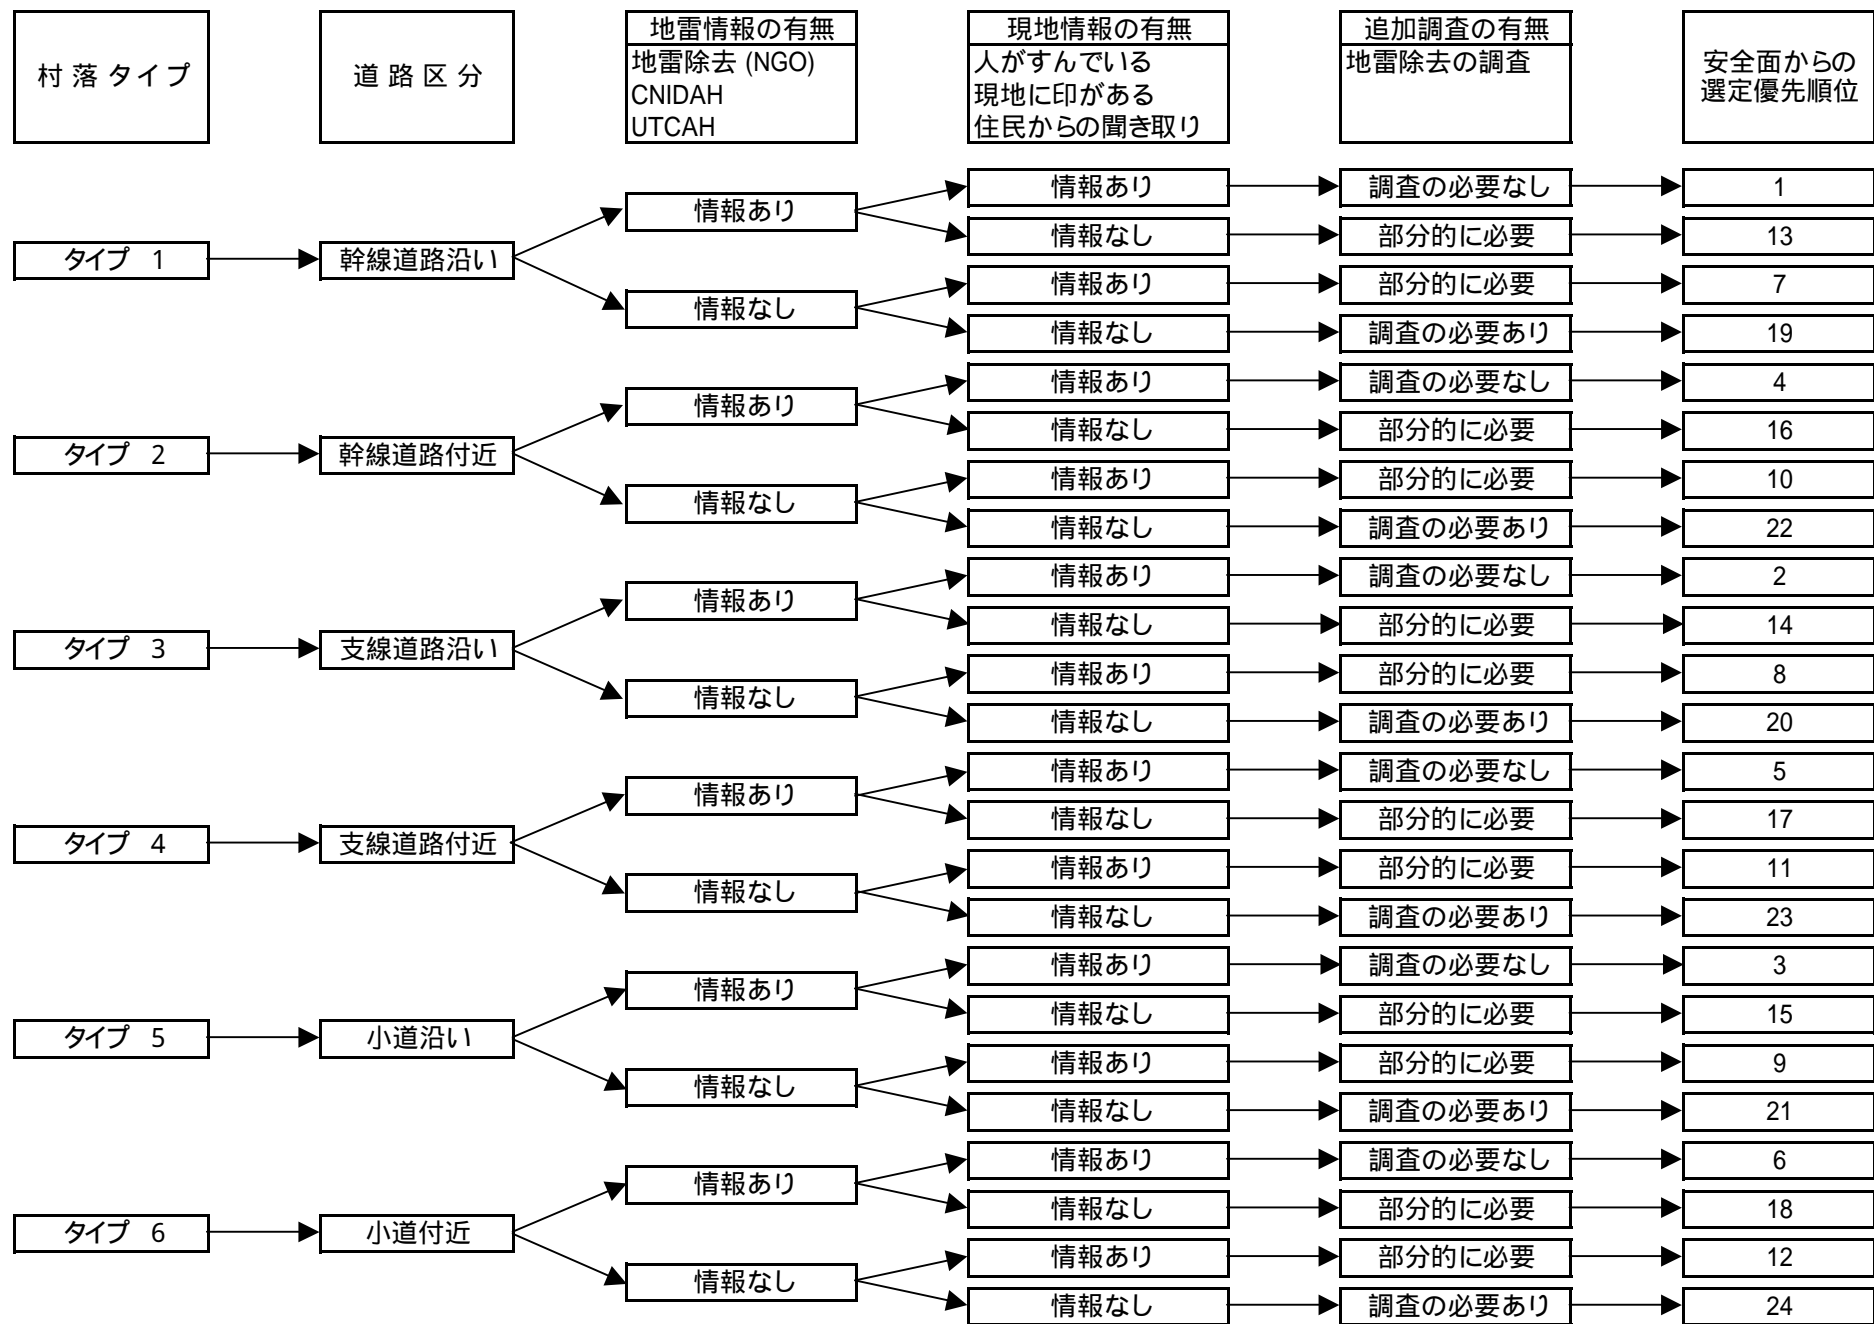 村落タイプ
道路区分
地雷情報の有無
地雷除去 (NGO)
CNIDAH
UTCAH
現地情報の有無
人がすんでいる
現地に印がある
住民からの聞き取り
追加調査の有無
地雷除去の調査
安全面からの
選定優先順位
タイプ 1
幹線道路沿い
情報あり
情報あり
調査の必要なし
1
情報なし
部分的に必要
13
情報なし
情報あり
部分的に必要
7
情報なし
調査の必要あり
19
タイプ 2
幹線道路付近
情報あり
情報あり
調査の必要なし
4
情報なし
部分的に必要
16
情報なし
情報あり
部分的に必要
10
情報なし
調査の必要あり
22
タイプ 3
支線道路沿い
情報あり
情報あり
調査の必要なし
2
情報なし
部分的に必要
14
情報なし
情報あり
部分的に必要
8
情報なし
調査の必要あり
20
タイプ 4
支線道路付近
情報あり
情報あり
調査の必要なし
5
情報なし
部分的に必要
17
情報なし
情報あり
部分的に必要
11
情報なし
調査の必要あり
23
タイプ 5
小道沿い
情報あり
情報あり
調査の必要なし
3
情報なし
部分的に必要
15
情報なし
情報あり
部分的に必要
9
情報なし
調査の必要あり
21
タイプ 6
小道付近
情報あり
情報あり
調査の必要なし
6
情報なし
部分的に必要
18
情報なし
情報あり
部分的に必要
12
情報なし
調査の必要あり
24